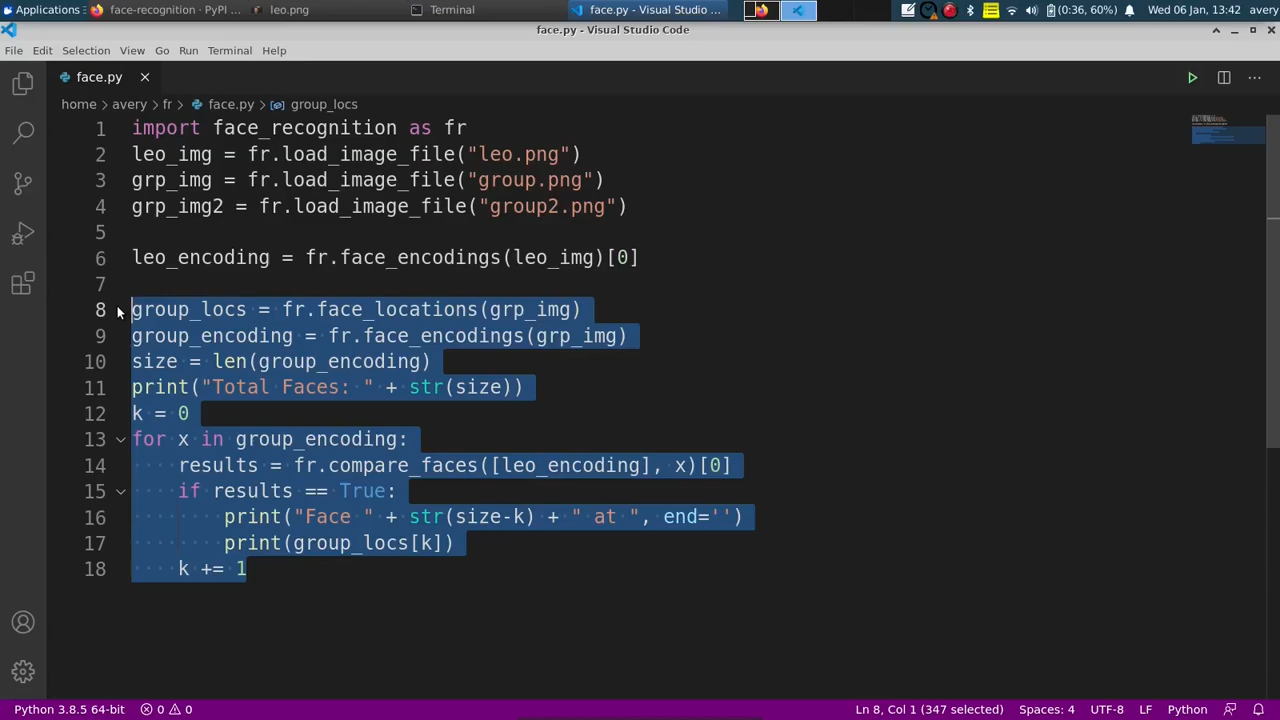 Applications face-recognition · PyPI ... leo.png Terminal face.py - Visual Studio ... (0:36, 60%) Wed 06 Jan, 13:42 avery
face.py - Visual Studio Code
File Edit Selection View Go Run Terminal Help
face.py
home > avery > fr > face.py > group_locs
1 import face_recognition as fr
2 leo_img = fr.load_image_file("leo.png")
3 grp_img = fr.load_image_file("group.png")
4 grp_img2 = fr.load_image_file("group2.png")
5
6 leo_encoding = fr.face_encodings(leo_img)[0]
7
8 group_locs = fr.face_locations(grp_img)
9 group_encoding = fr.face_encodings(grp_img)
10 size = len(group_encoding)
11 print("Total Faces: " + str(size))
12 k = 0
13 for x in group_encoding:
14 results = fr.compare_faces([leo_encoding], x)[0]
15 if results == True:
16 print("Face " + str(size-k) + " at ", end='')
17 print(group_locs[k])
18 k += 1
Python 3.8.5 64-bit 0 0 Ln 8, Col 1 (347 selected) Spaces: 4 UTF-8 LF Python